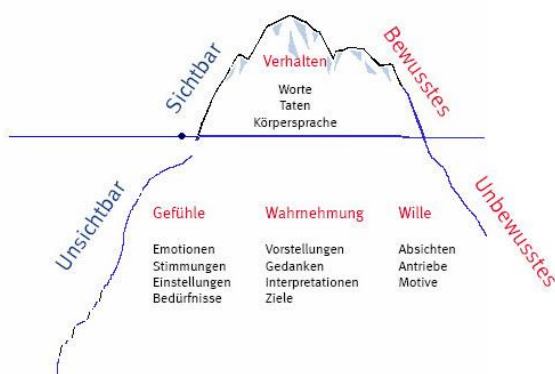 Sichtbar
Bewusstes
Verhalten
Worte
Taten
Körpersprache
Unsichtbar
Unbewusstes
Gefühle
Emotionen
Stimmungen
Einstellungen
Bedürfnisse
Wahrnehmung
Vorstellungen
Gedanken
Interpretationen
Ziele
Wille
Absichten
Antriebe
Motive